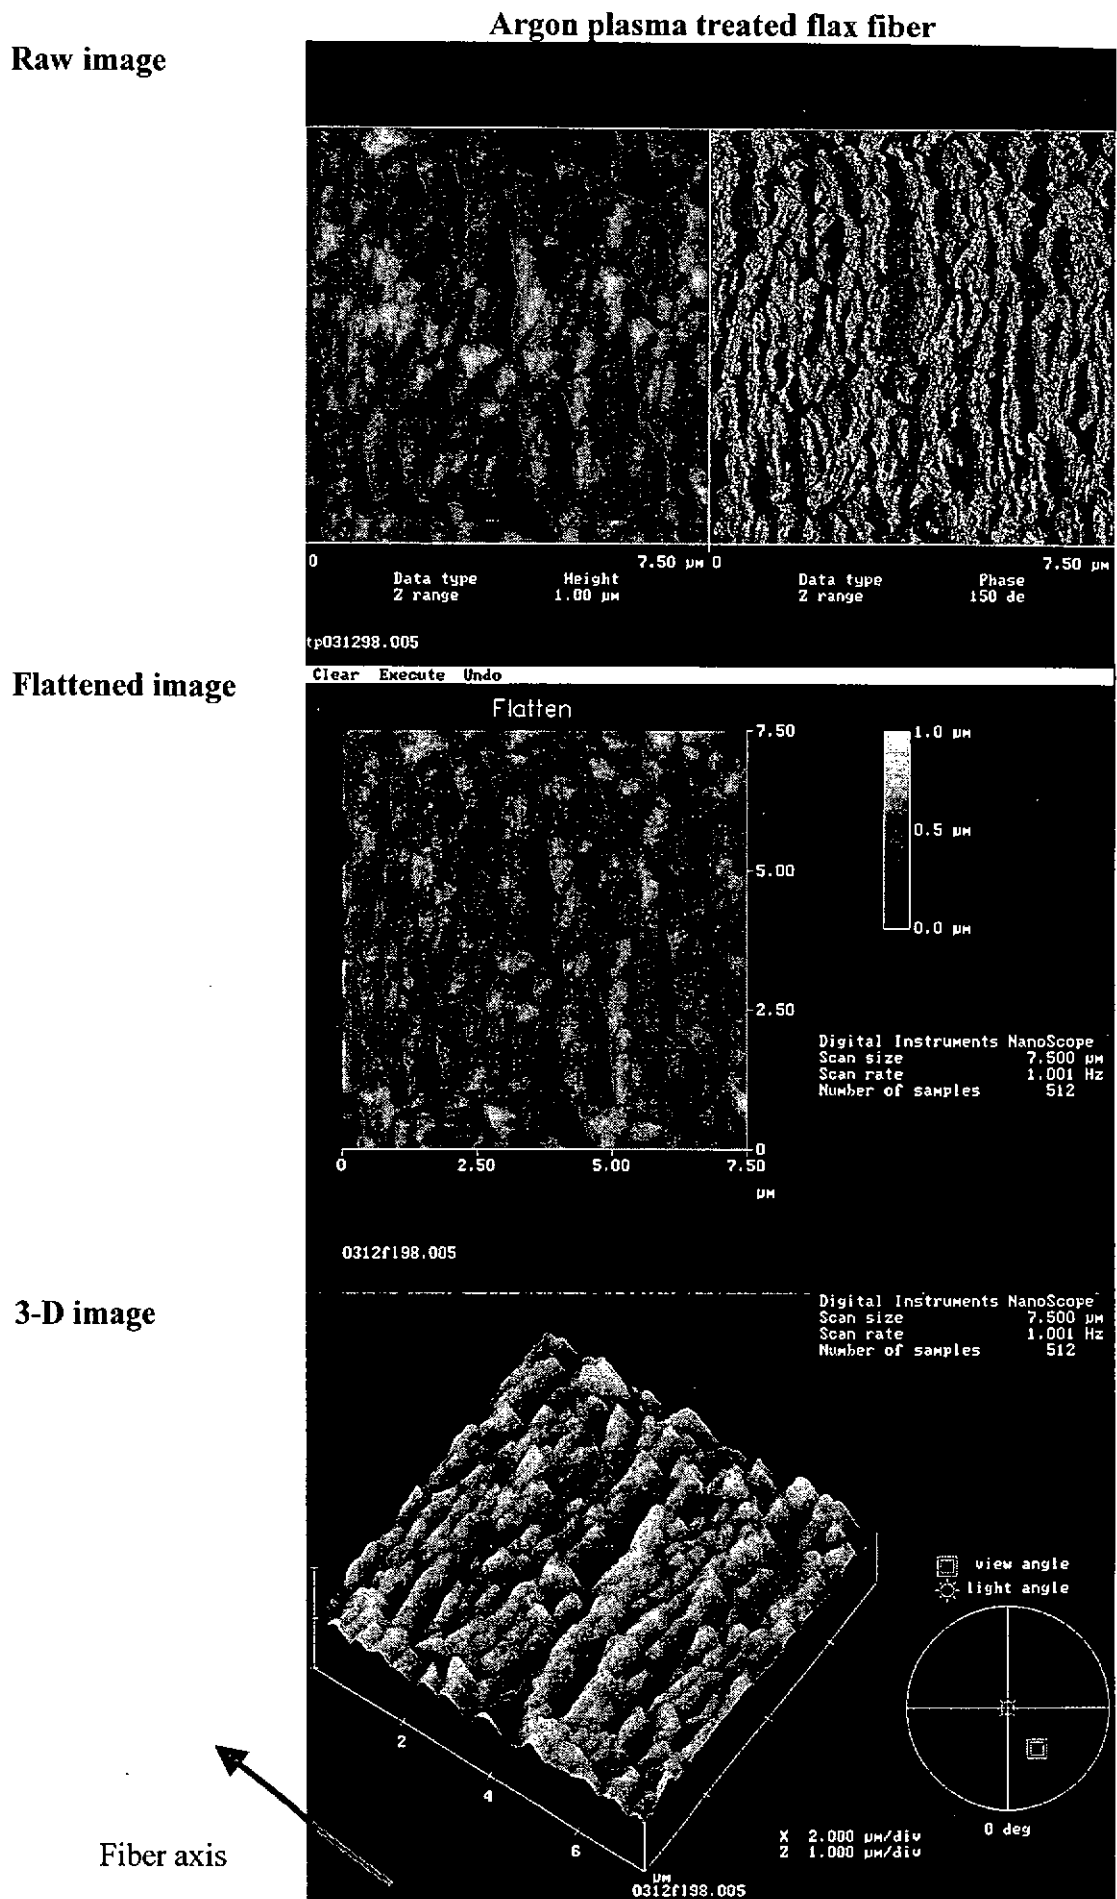 Argon plasma treated flax fiber
Raw image
0 7.50 µm 0 7.50 µm
Data type Height Data type Phase
Z range 1.00 µm Z range 150 de
tp031298.005
Flattened image
Clear Execute Undo
Flatten
7.50
1.0 µm
0.5 µm
5.00
0.0 µm
2.50
Digital Instruments NanoScope
Scan size 7.500 µm
Scan rate 1.001 Hz
Number of samples 512
0
0 2.50 5.00 7.50
µm
0312fl98.005
3-D image
Digital Instruments NanoScope
Scan size 7.500 µm
Scan rate 1.001 Hz
Number of samples 512
view angle
light angle
2
4
6
µm
X 2.000 µm/div
Z 1.000 µm/div
0 deg
Fiber axis
0312fl98.005